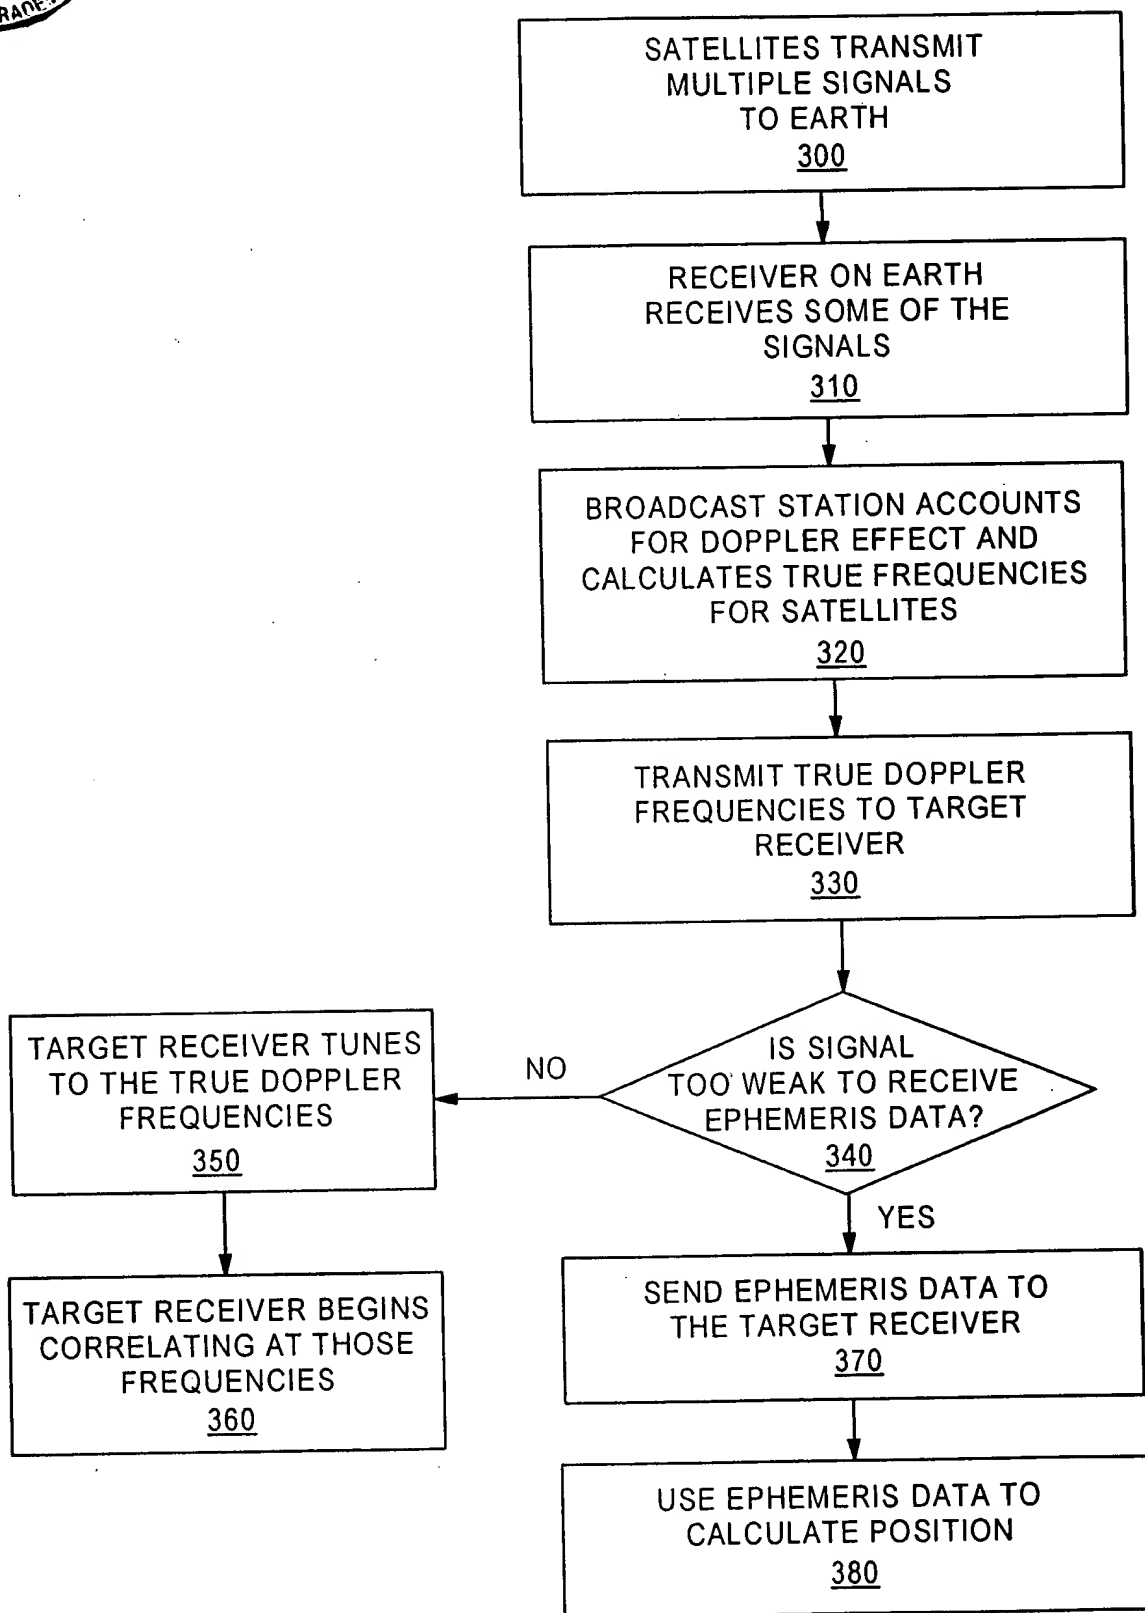 SATELLITES TRANSMIT
MULTIPLE SIGNALS
TO EARTH
300
RECEIVER ON EARTH
RECEIVES SOME OF THE
SIGNALS
310
BROADCAST STATION ACCOUNTS
FOR DOPPLER EFFECT AND
CALCULATES TRUE FREQUENCIES
FOR SATELLITES
320
TRANSMIT TRUE DOPPLER
FREQUENCIES TO TARGET
RECEIVER
330
IS SIGNAL
TOO WEAK TO RECEIVE
EPHEMERIS DATA?
340
NO
TARGET RECEIVER TUNES
TO THE TRUE DOPPLER
FREQUENCIES
350
TARGET RECEIVER BEGINS
CORRELATING AT THOSE
FREQUENCIES
360
YES
SEND EPHEMERIS DATA TO
THE TARGET RECEIVER
370
USE EPHEMERIS DATA TO
CALCULATE POSITION
380